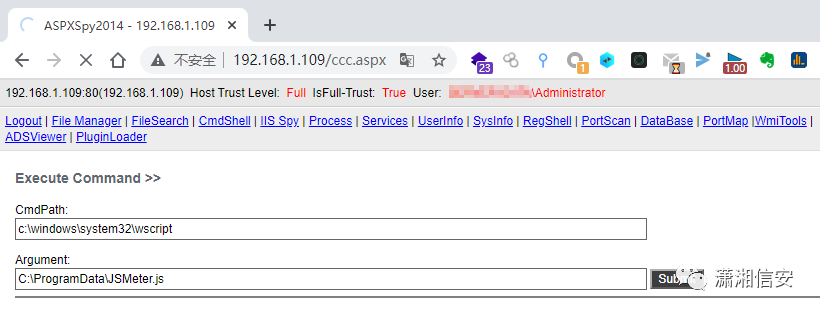 ASPXSpy2014 - 192.168.1.109
不安全 192.168.1.109/ccc.aspx
23 1 1.00
192.168.1.109:80(192.168.1.109) Host Trust Level: Full IsFull-Trust: True User: \Administrator
Logout | File Manager | FileSearch | CmdShell | IIS Spy | Process | Services | UserInfo | SysInfo | RegShell | PortScan | DataBase | PortMap |WmiTools |
ADSViewer | PluginLoader
Execute Command >>
CmdPath:
c:\windows\system32\wscript
Argument:
C:\ProgramData\JSMeter.js
潇湘信安